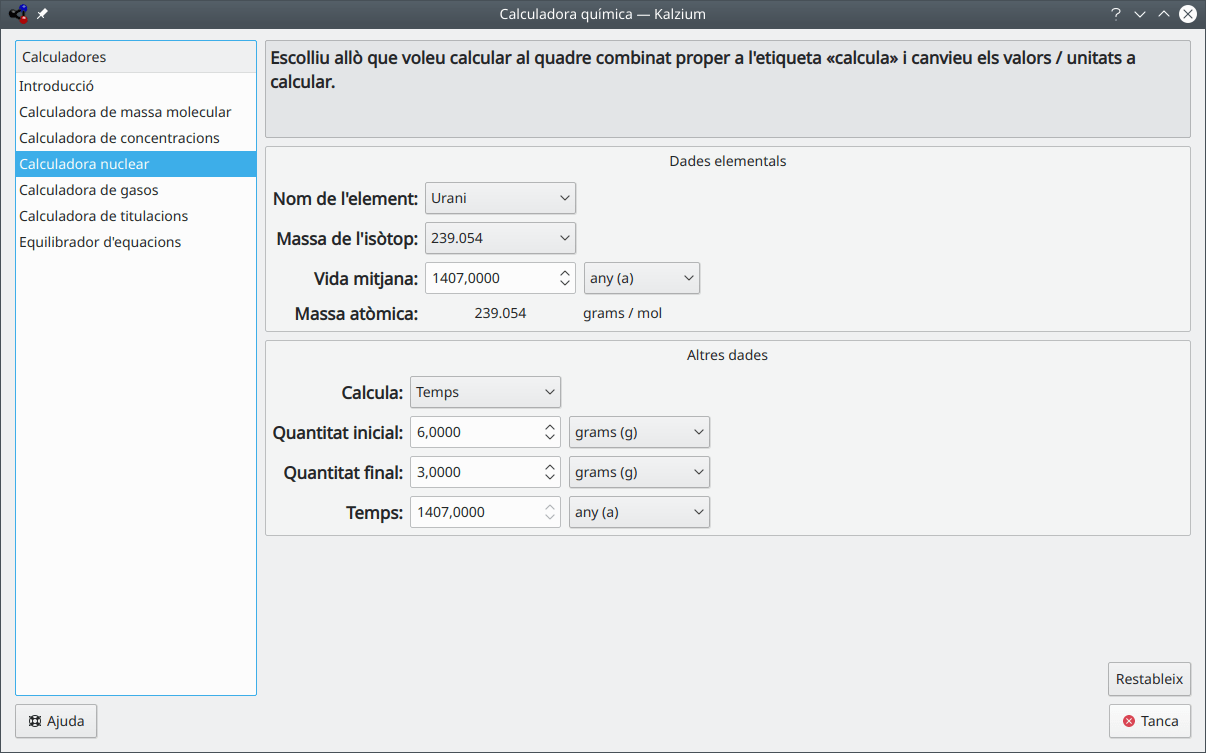 Calculadora química — Kalzium
Calculadores
Introducció
Calculadora de massa molecular
Calculadora de concentracions
Calculadora nuclear
Calculadora de gasos
Calculadora de titulacions
Equilibrador d'equacions
Escolliu allò que voleu calcular al quadre combinat proper a l'etiqueta «calcula» i canvieu els valors / unitats a
calcular.
Dades elementals
Nom de l'element: Urani
Massa de l'isòtop: 239.054
Vida mitjana: 1407,0000 any (a)
Massa atòmica: 239.054 grams / mol
Altres dades
Calcula: Temps
Quantitat inicial: 6,0000 grams (g)
Quantitat final: 3,0000 grams (g)
Temps: 1407,0000 any (a)
Restableix
Ajuda
Tanca